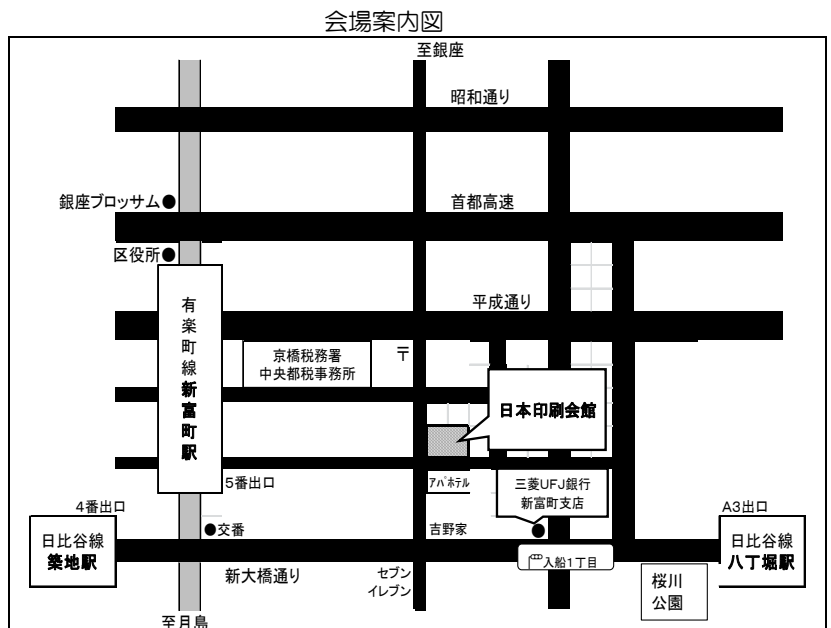 会場案内図
至銀座
昭和通り
銀座ブロッサム●
首都高速
区役所●
平成通り
有楽町線新富町駅
京橋税務署
中央都税事務所
〒
日本印刷会館
5番出口
アパホテル
三菱UFJ銀行
新富町支店
4番出口
A3出口
●交番
吉野家
日比谷線
築地駅
入船1丁目
日比谷線
八丁堀駅
新大橋通り
セブン
イレブン
桜川
公園
至月島